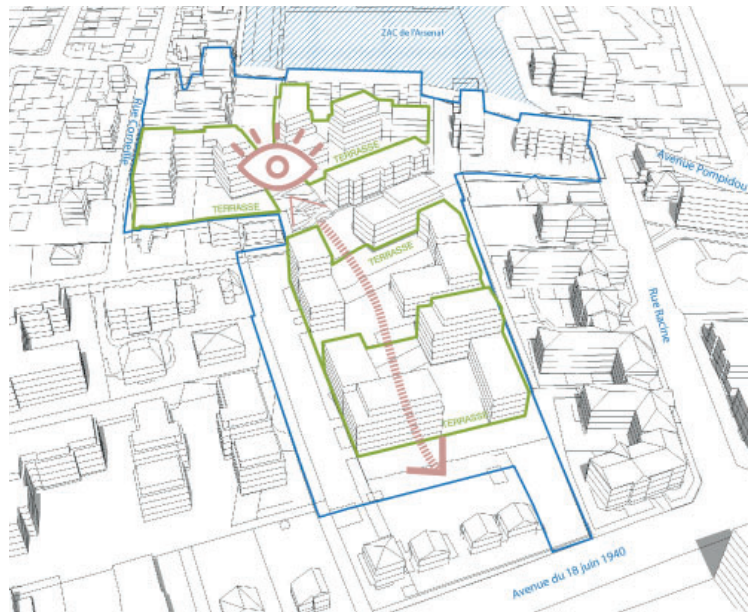 ZAC de l'Arsenal
Rue Corneille
TERRASSE
Avenue Pompidou
TERRASSE
TERRASSE
Rue Racine
TERRASSE
Avenue du 18 juin 1940